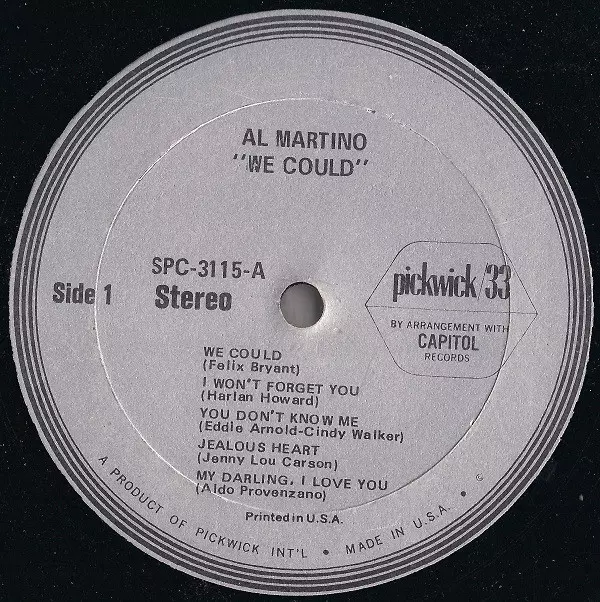 AL MARTINO
"WE COULD"
SPC-3115-A
Side 1 Stereo
pickwick/33
BY ARRANGEMENT WITH
CAPITOL
RECORDS
WE COULD
(Felix Bryant)
I WON'T FORGET YOU
(Harlan Howard)
YOU DON'T KNOW ME
(Eddie Arnold-Cindy Walker)
JEALOUS HEART
(Jenny Lou Carson)
MY DARLING, I LOVE YOU
(Aldo Provenzano)
Printed in U.S.A.
A PRODUCT OF PICKWICK INT'L • MADE IN U.S.A. • ©